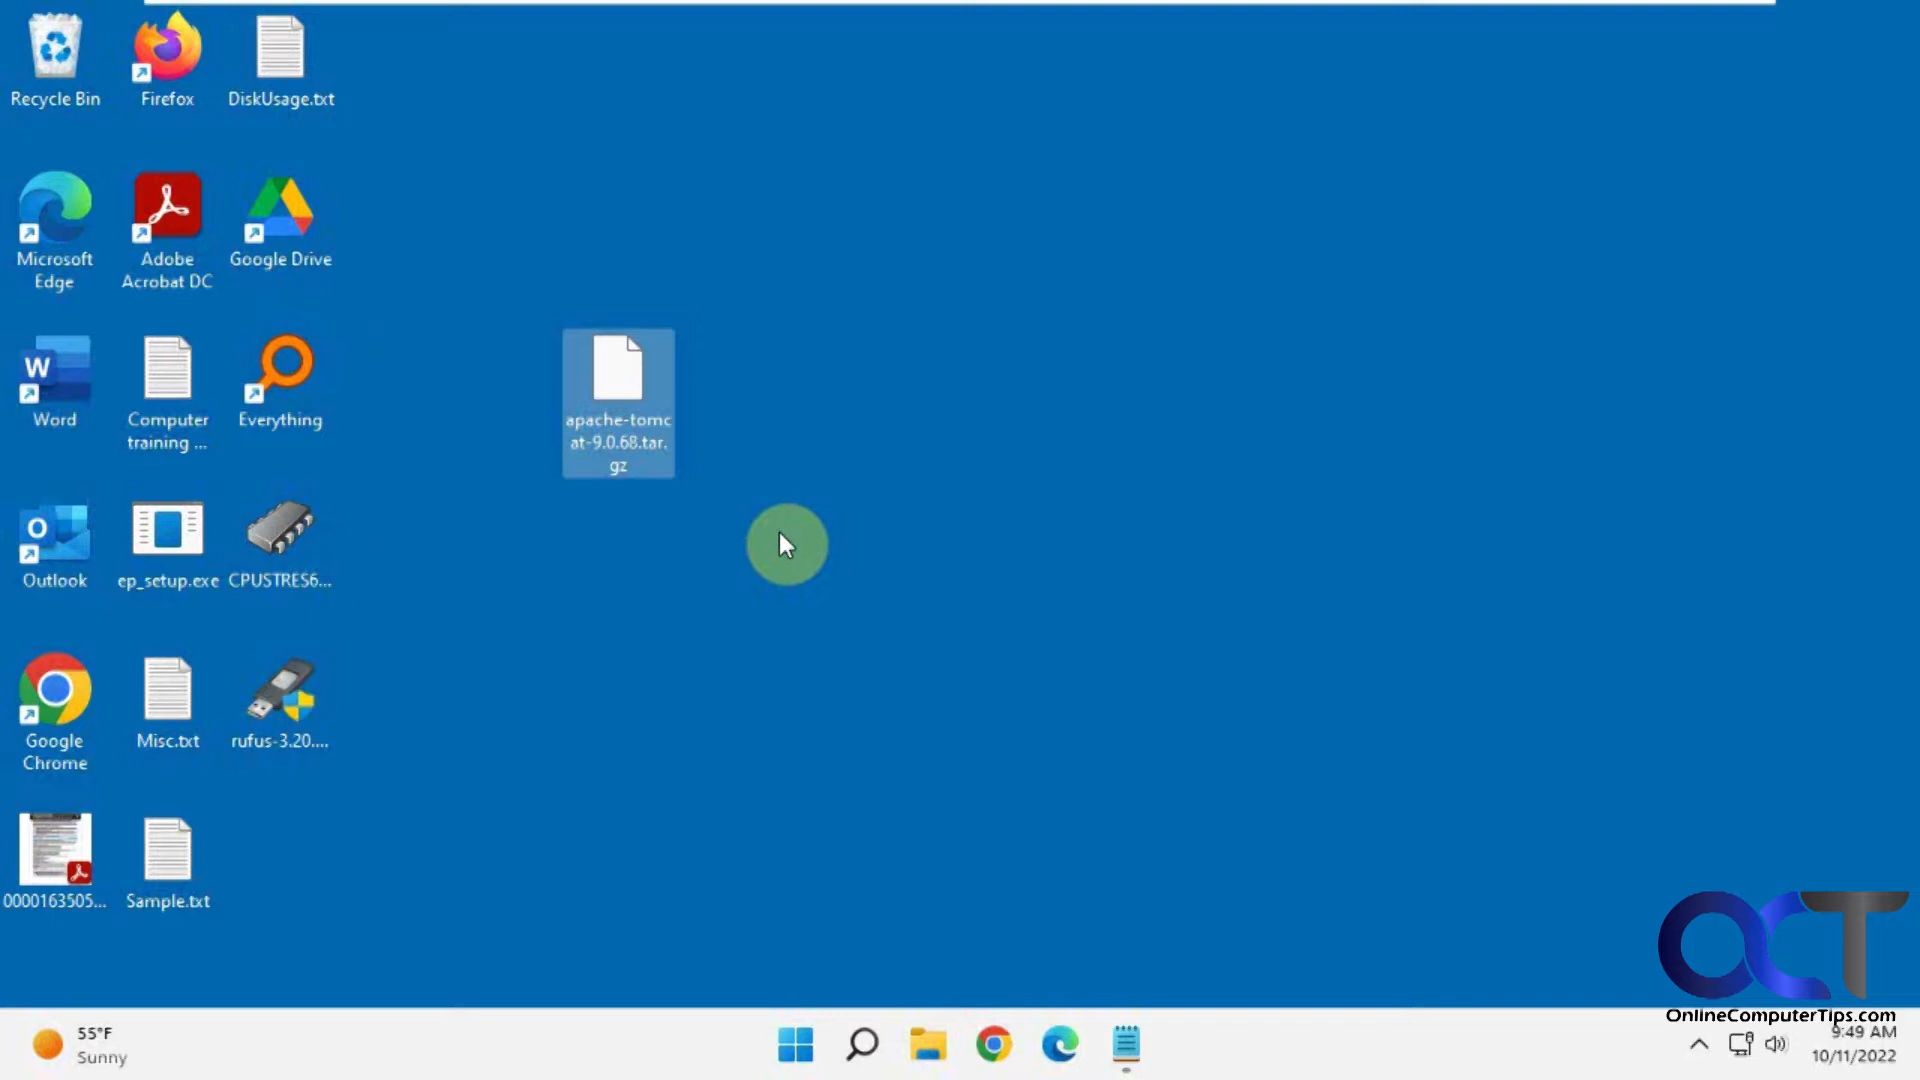 Recycle Bin
Firefox
DiskUsage.txt
Microsoft
Edge
Adobe
Acrobat DC
Google Drive
W
Word
Computer
training ...
Everything
apache-tomc
at-9.0.68.tar.
gz
O
Outlook
ep_setup.exe
CPUSTRES6...
Google
Chrome
Misc.txt
rufus-3.20....
0000163505...
Sample.txt
OCT
OnlineComputerTips.com
55°F
Sunny
9:49 AM
10/11/2022